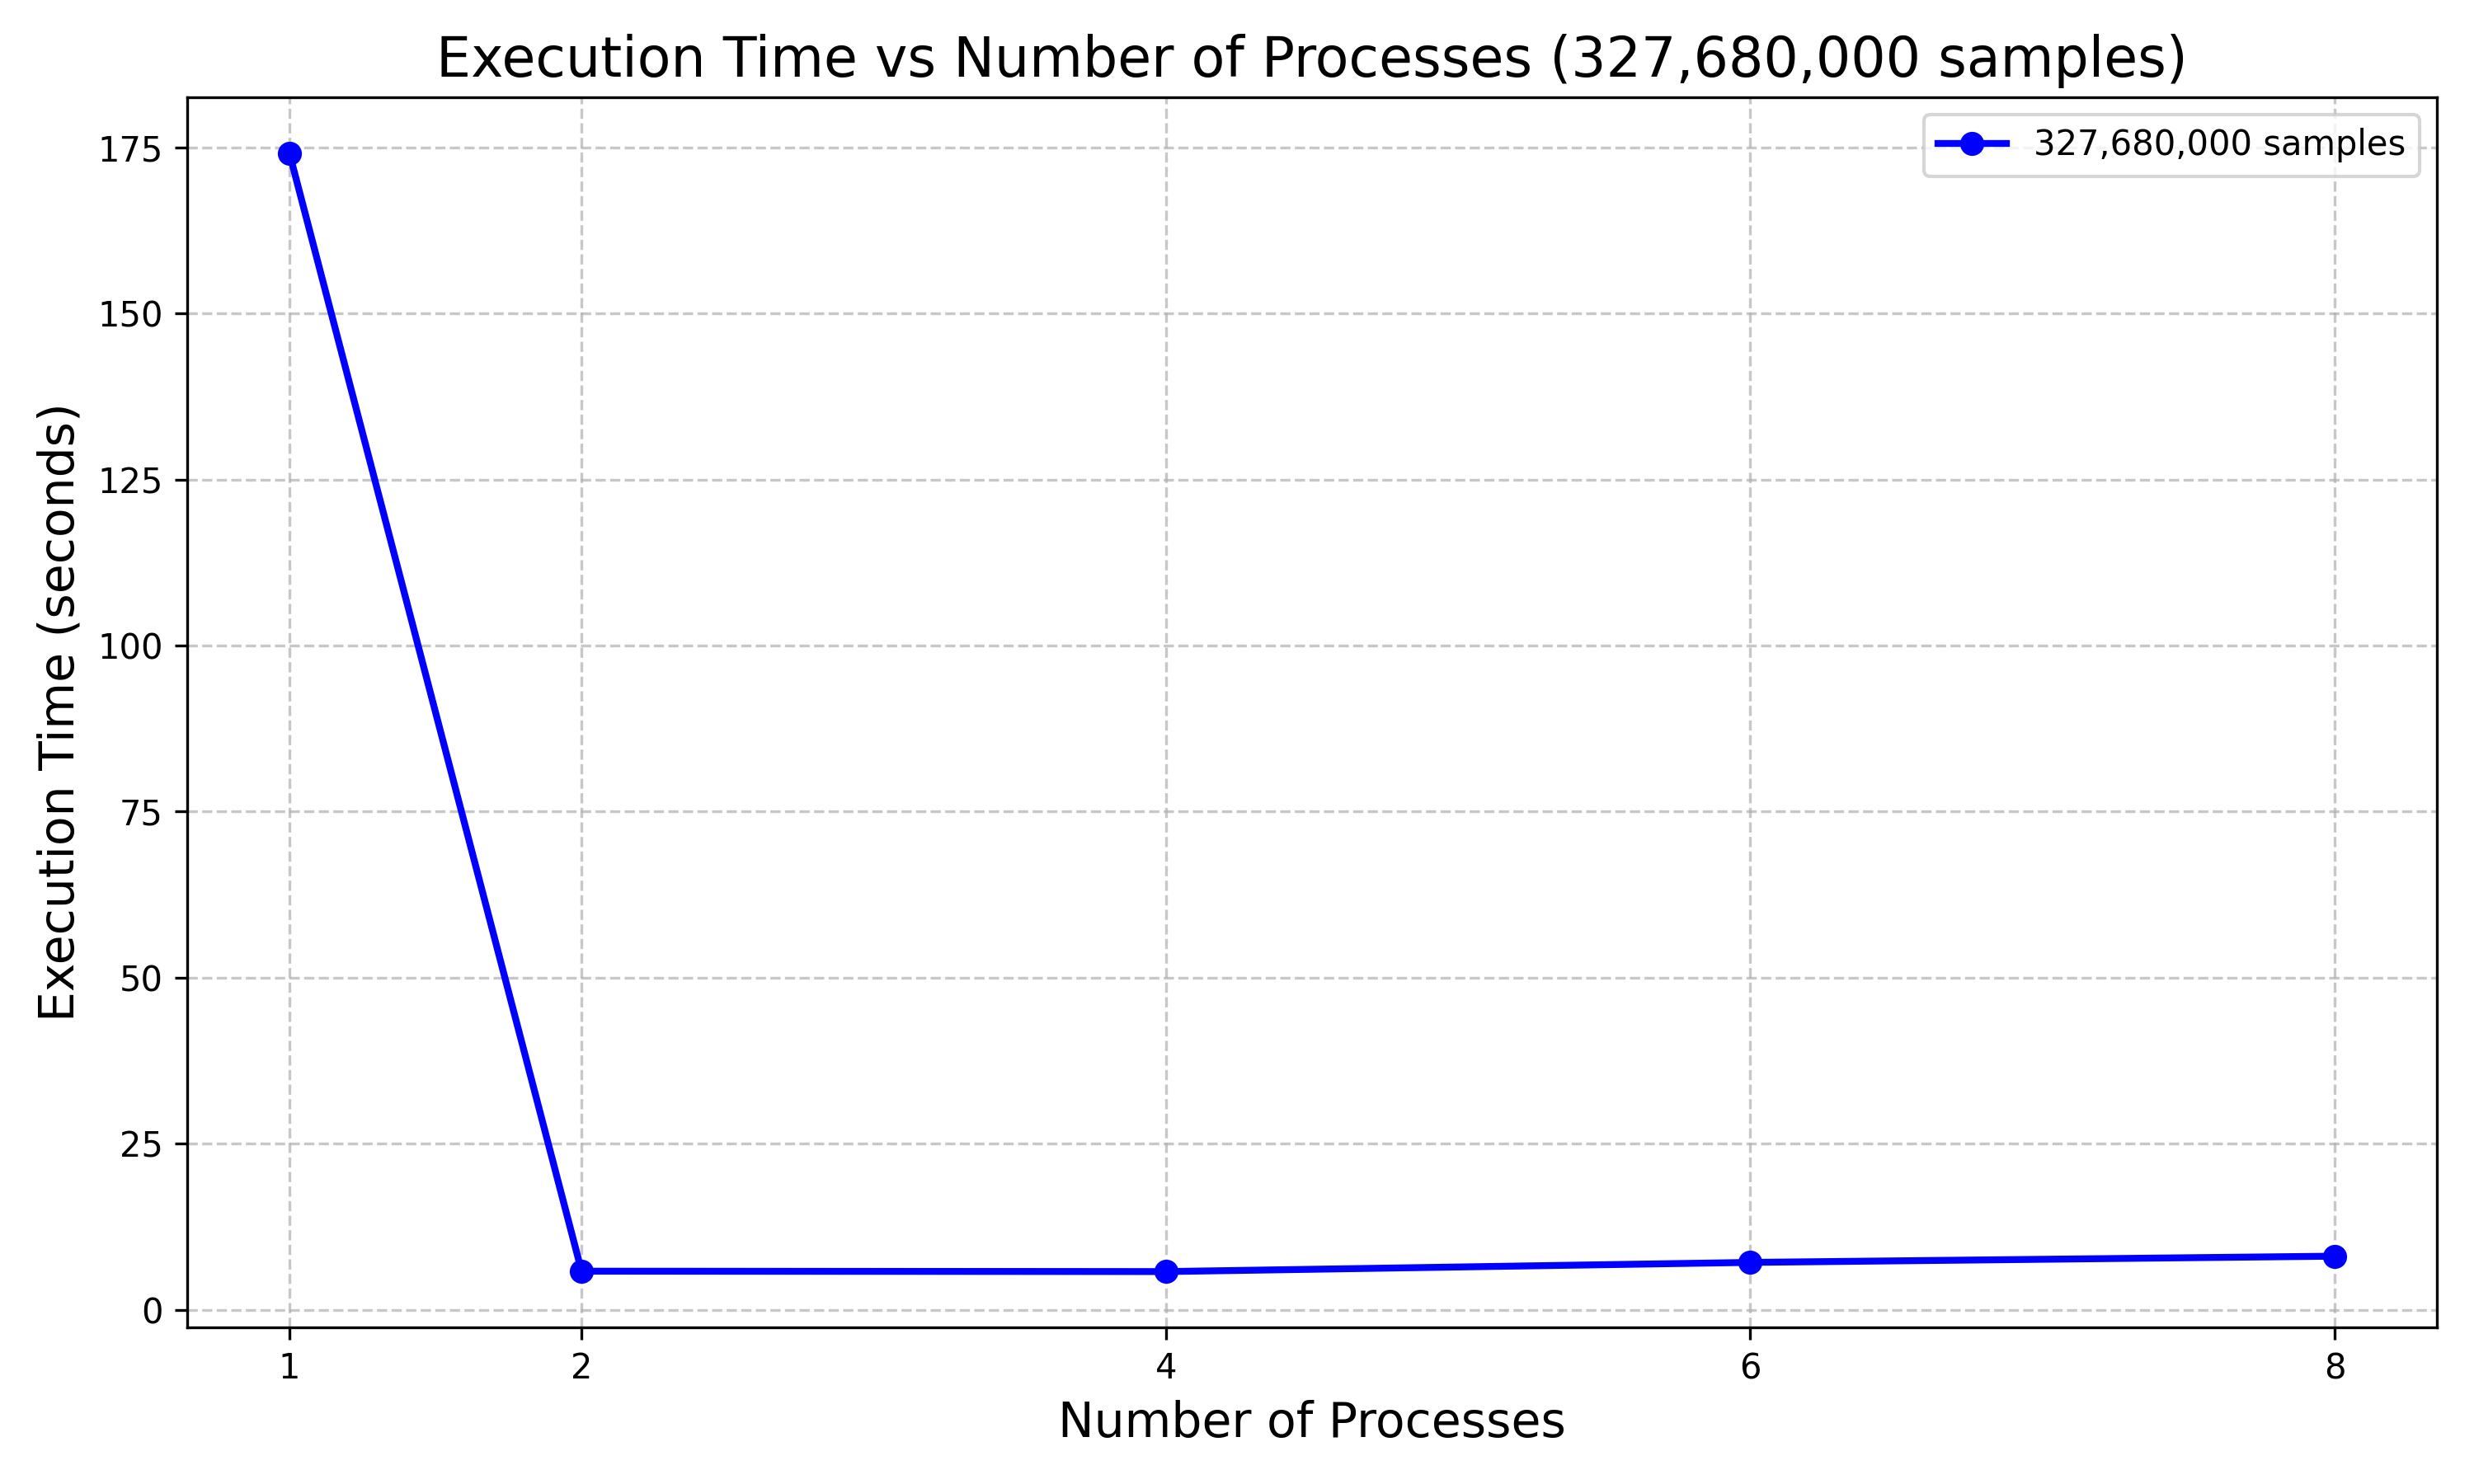 Execution Time vs Number of Processes (327,680,000 samples)
327,680,000 samples
Execution Time (seconds)
175
150
125
100
75
50
25
0
1 2 4 6 8
Number of Processes